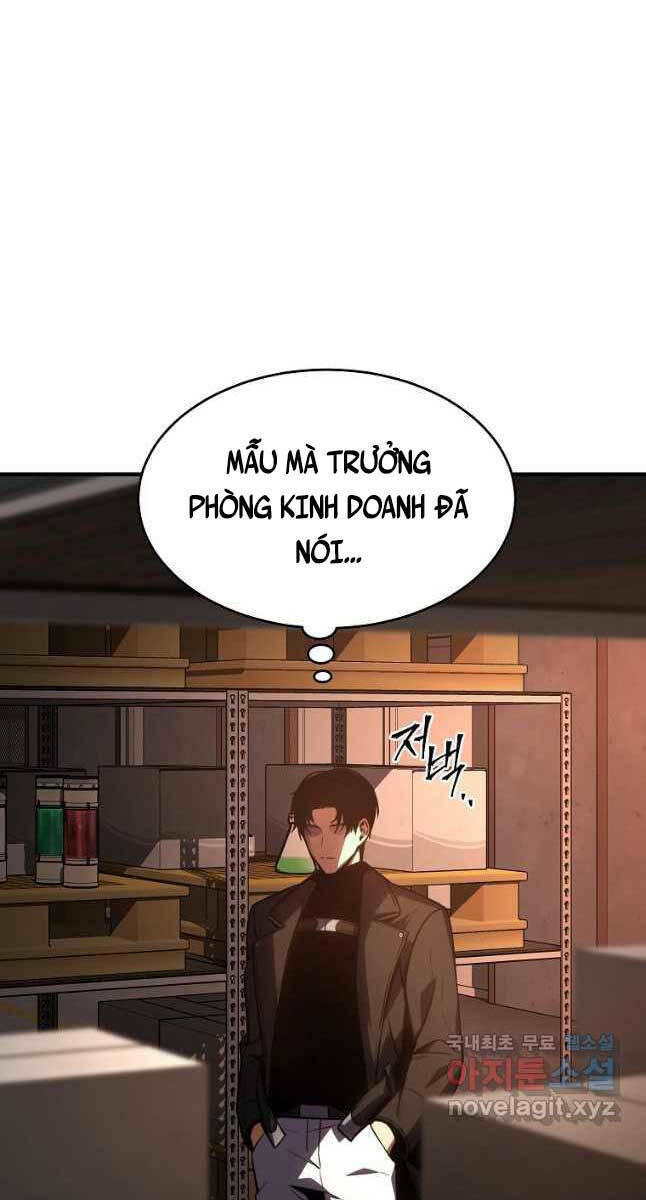 MẪU MÀ TRƯỞNG
PHÒNG KINH DOANH ĐÃ
NÓI...
저벅..
국내최초 무료 웹소설
아지툰소설
novelagit.xyz